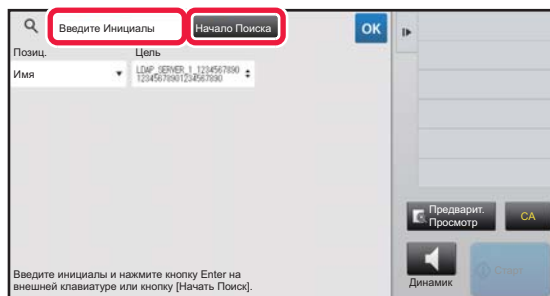 Введите Инициалы
Начало Поиска
OK
Позиц.
Цель
Имя
LDAP_SERVER_1_1234567890
12345678901234567890
Предварит.
Просмотр
CA
Введите инициалы и нажмите кнопку Enter на
внешней клавиатуре или кнопку [Начать Поиск].
Динамик
Старт